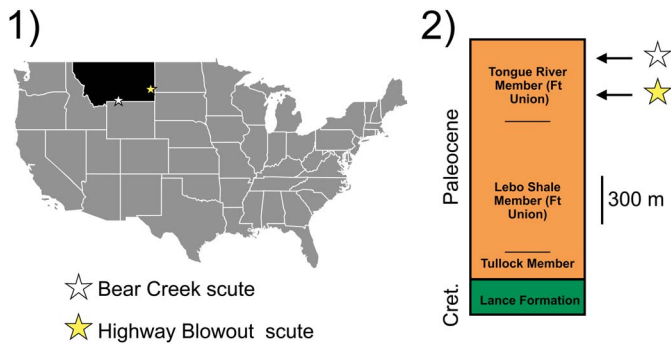 1)
Bear Creek scute
Highway Blowout scute
2)
Paleocene
Cret.
Tongue River
Member (Ft
Union)
Lebo Shale
Member (Ft
Union)
Tullock Member
Lance Formation
300 m